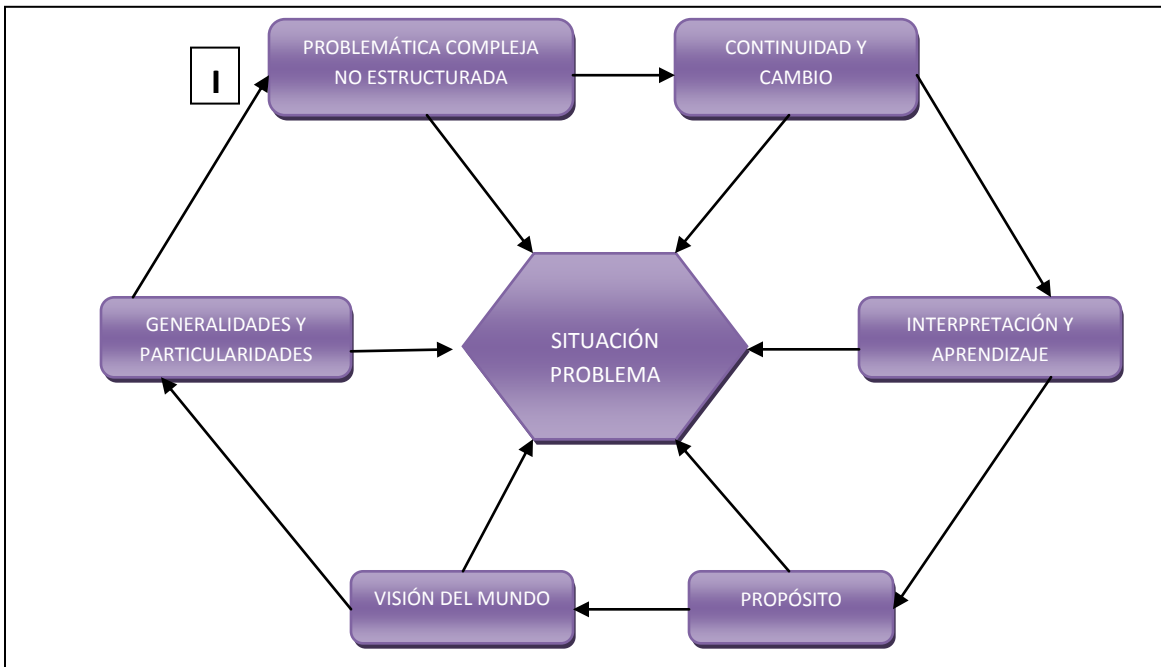 I
PROBLEMÁTICA COMPLEJA
NO ESTRUCTURADA
CONTINUIDAD Y
CAMBIO
GENERALIDADES Y
PARTICULARIDADES
SITUACIÓN
PROBLEMA
INTERPRETACIÓN Y
APRENDIZAJE
VISIÓN DEL MUNDO
PROPÓSITO